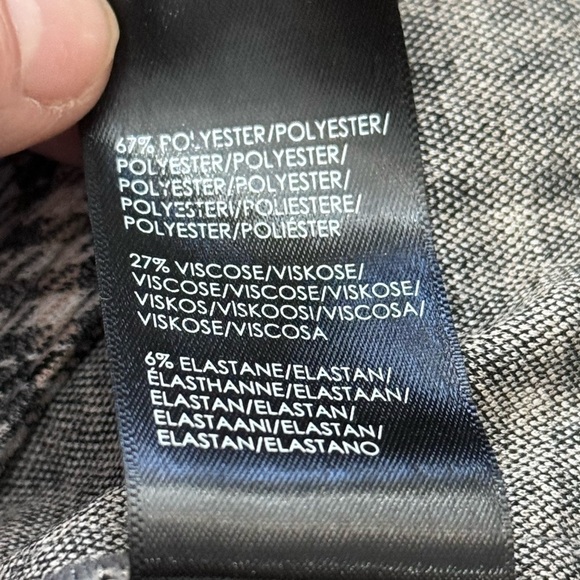 67% POLYESTER/POLYESTER/
POLYESTER/POLYESTER/
POLYESTER/POLYESTER/
POLYESTERI/POLIESTERE/
POLYESTER/POLIÉSTER
27% VISCOSE/VISKOSE/
VISCOSE/VISCOSE/VISKOSE/
VISKOS/VISKOOSI/VISCOSA/
VISKOSE/VISCOSA
6% ELASTANE/ELASTAN/
ÉLASTHANNE/ELASTAAN/
ELASTAN/ELASTAN/
ELASTAANI/ELASTAN/
ELASTAN/ELASTANO